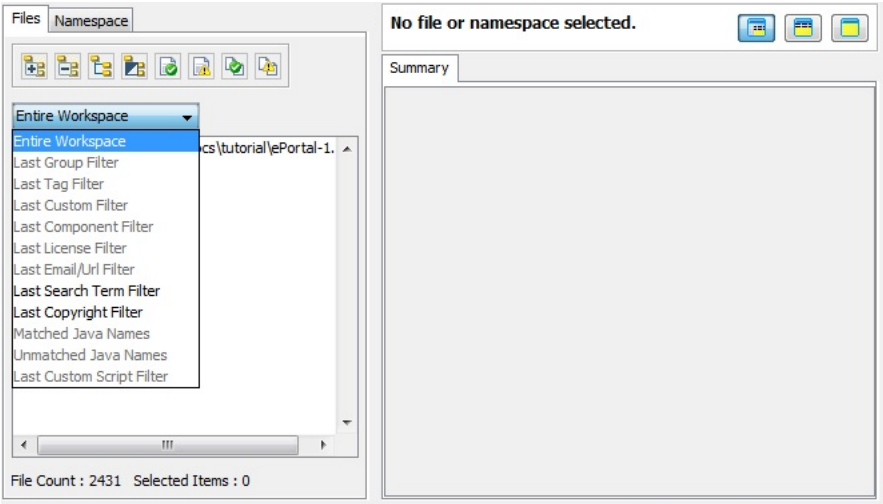 Files Namespace
Entire Workspace
Entire Workspace
ocs\tutorial\ePortal-1.
Last Group Filter
Last Tag Filter
Last Custom Filter
Last Component Filter
Last License Filter
Last Email/Url Filter
Last Search Term Filter
Last Copyright Filter
Matched Java Names
Unmatched Java Names
Last Custom Script Filter
File Count : 2431 Selected Items : 0
No file or namespace selected.
Summary